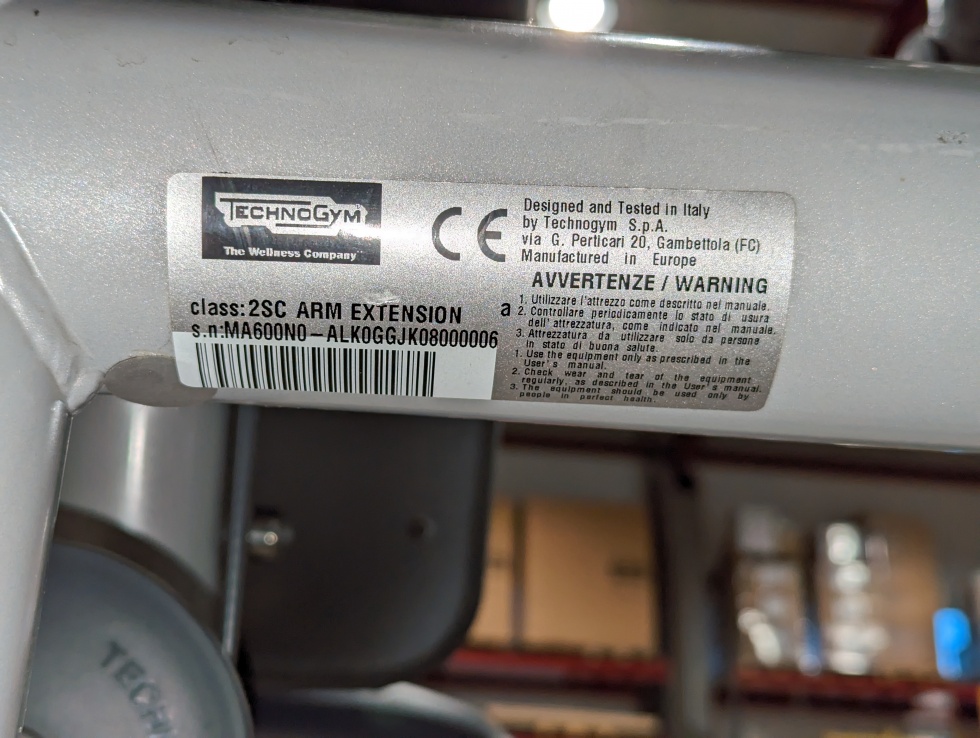 TECHNOGYM
The Wellness Company
CE
Designed and Tested in Italy
by Technogym S.p.A.
via G. Perticari 20, Gambettola (FC)
Manufactured in Europe
class: 2SC ARM EXTENSION a
s.n: MA600N0-ALK0GGJK08000006
AVVERTENZE / WARNING
1. Utilizzare l'attrezzo come descritto nel manuale.
2. Controllare periodicamente lo stato di usura
dell'attrezzatura, come indicato nel manuale.
3. Attrezzatura da utilizzare solo da persone
in stato di buona salute.
1. Use the equipment only as prescribed in the
User's manual.
2. Check wear and tear of the equipment
regularly, as described in the User's manual.
3. The equipment should be used only by
people in perfect health.
TECHN